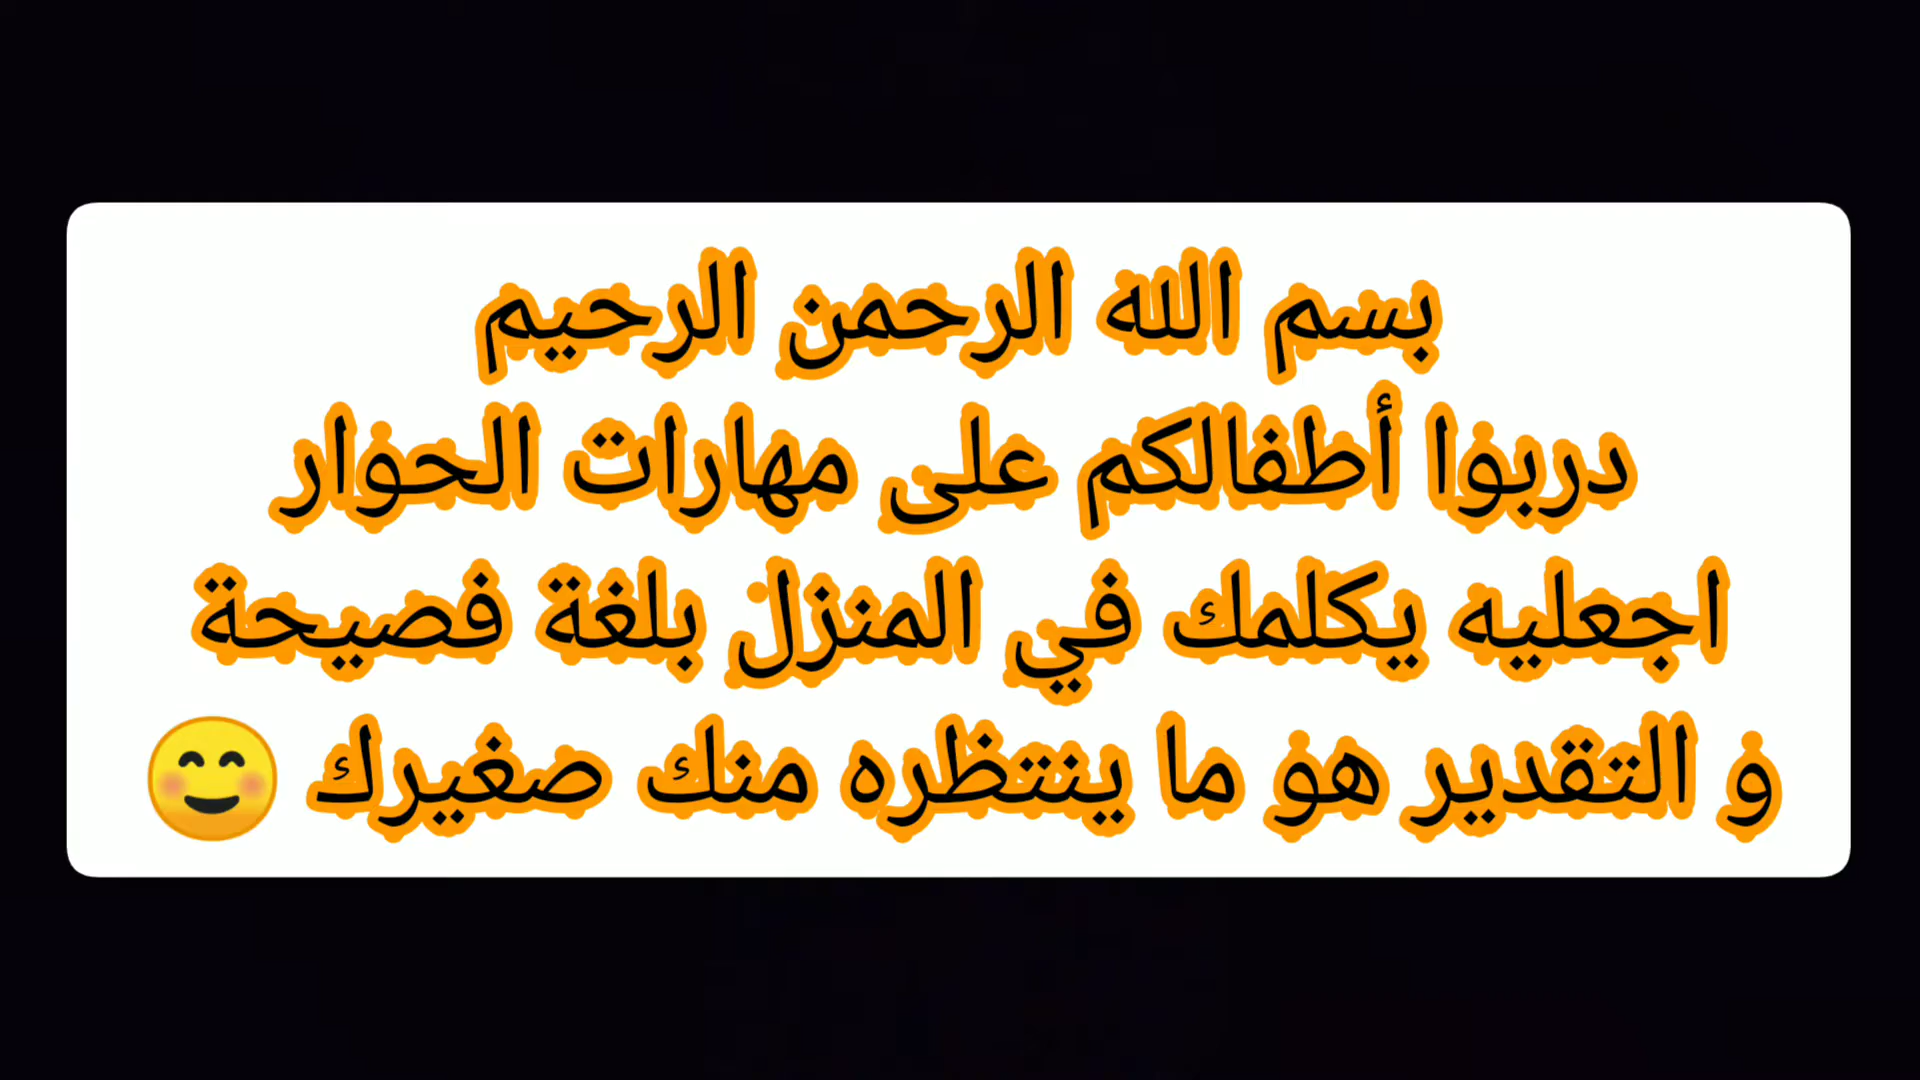 بسم الله الرحمن الرحيم
دربوا أطفالكم على مهارات الحوار
اجعليه يكلمك في المنزل بلغة فصيحة
و التقدير هو ما ينتظره منك صغيرك 😊